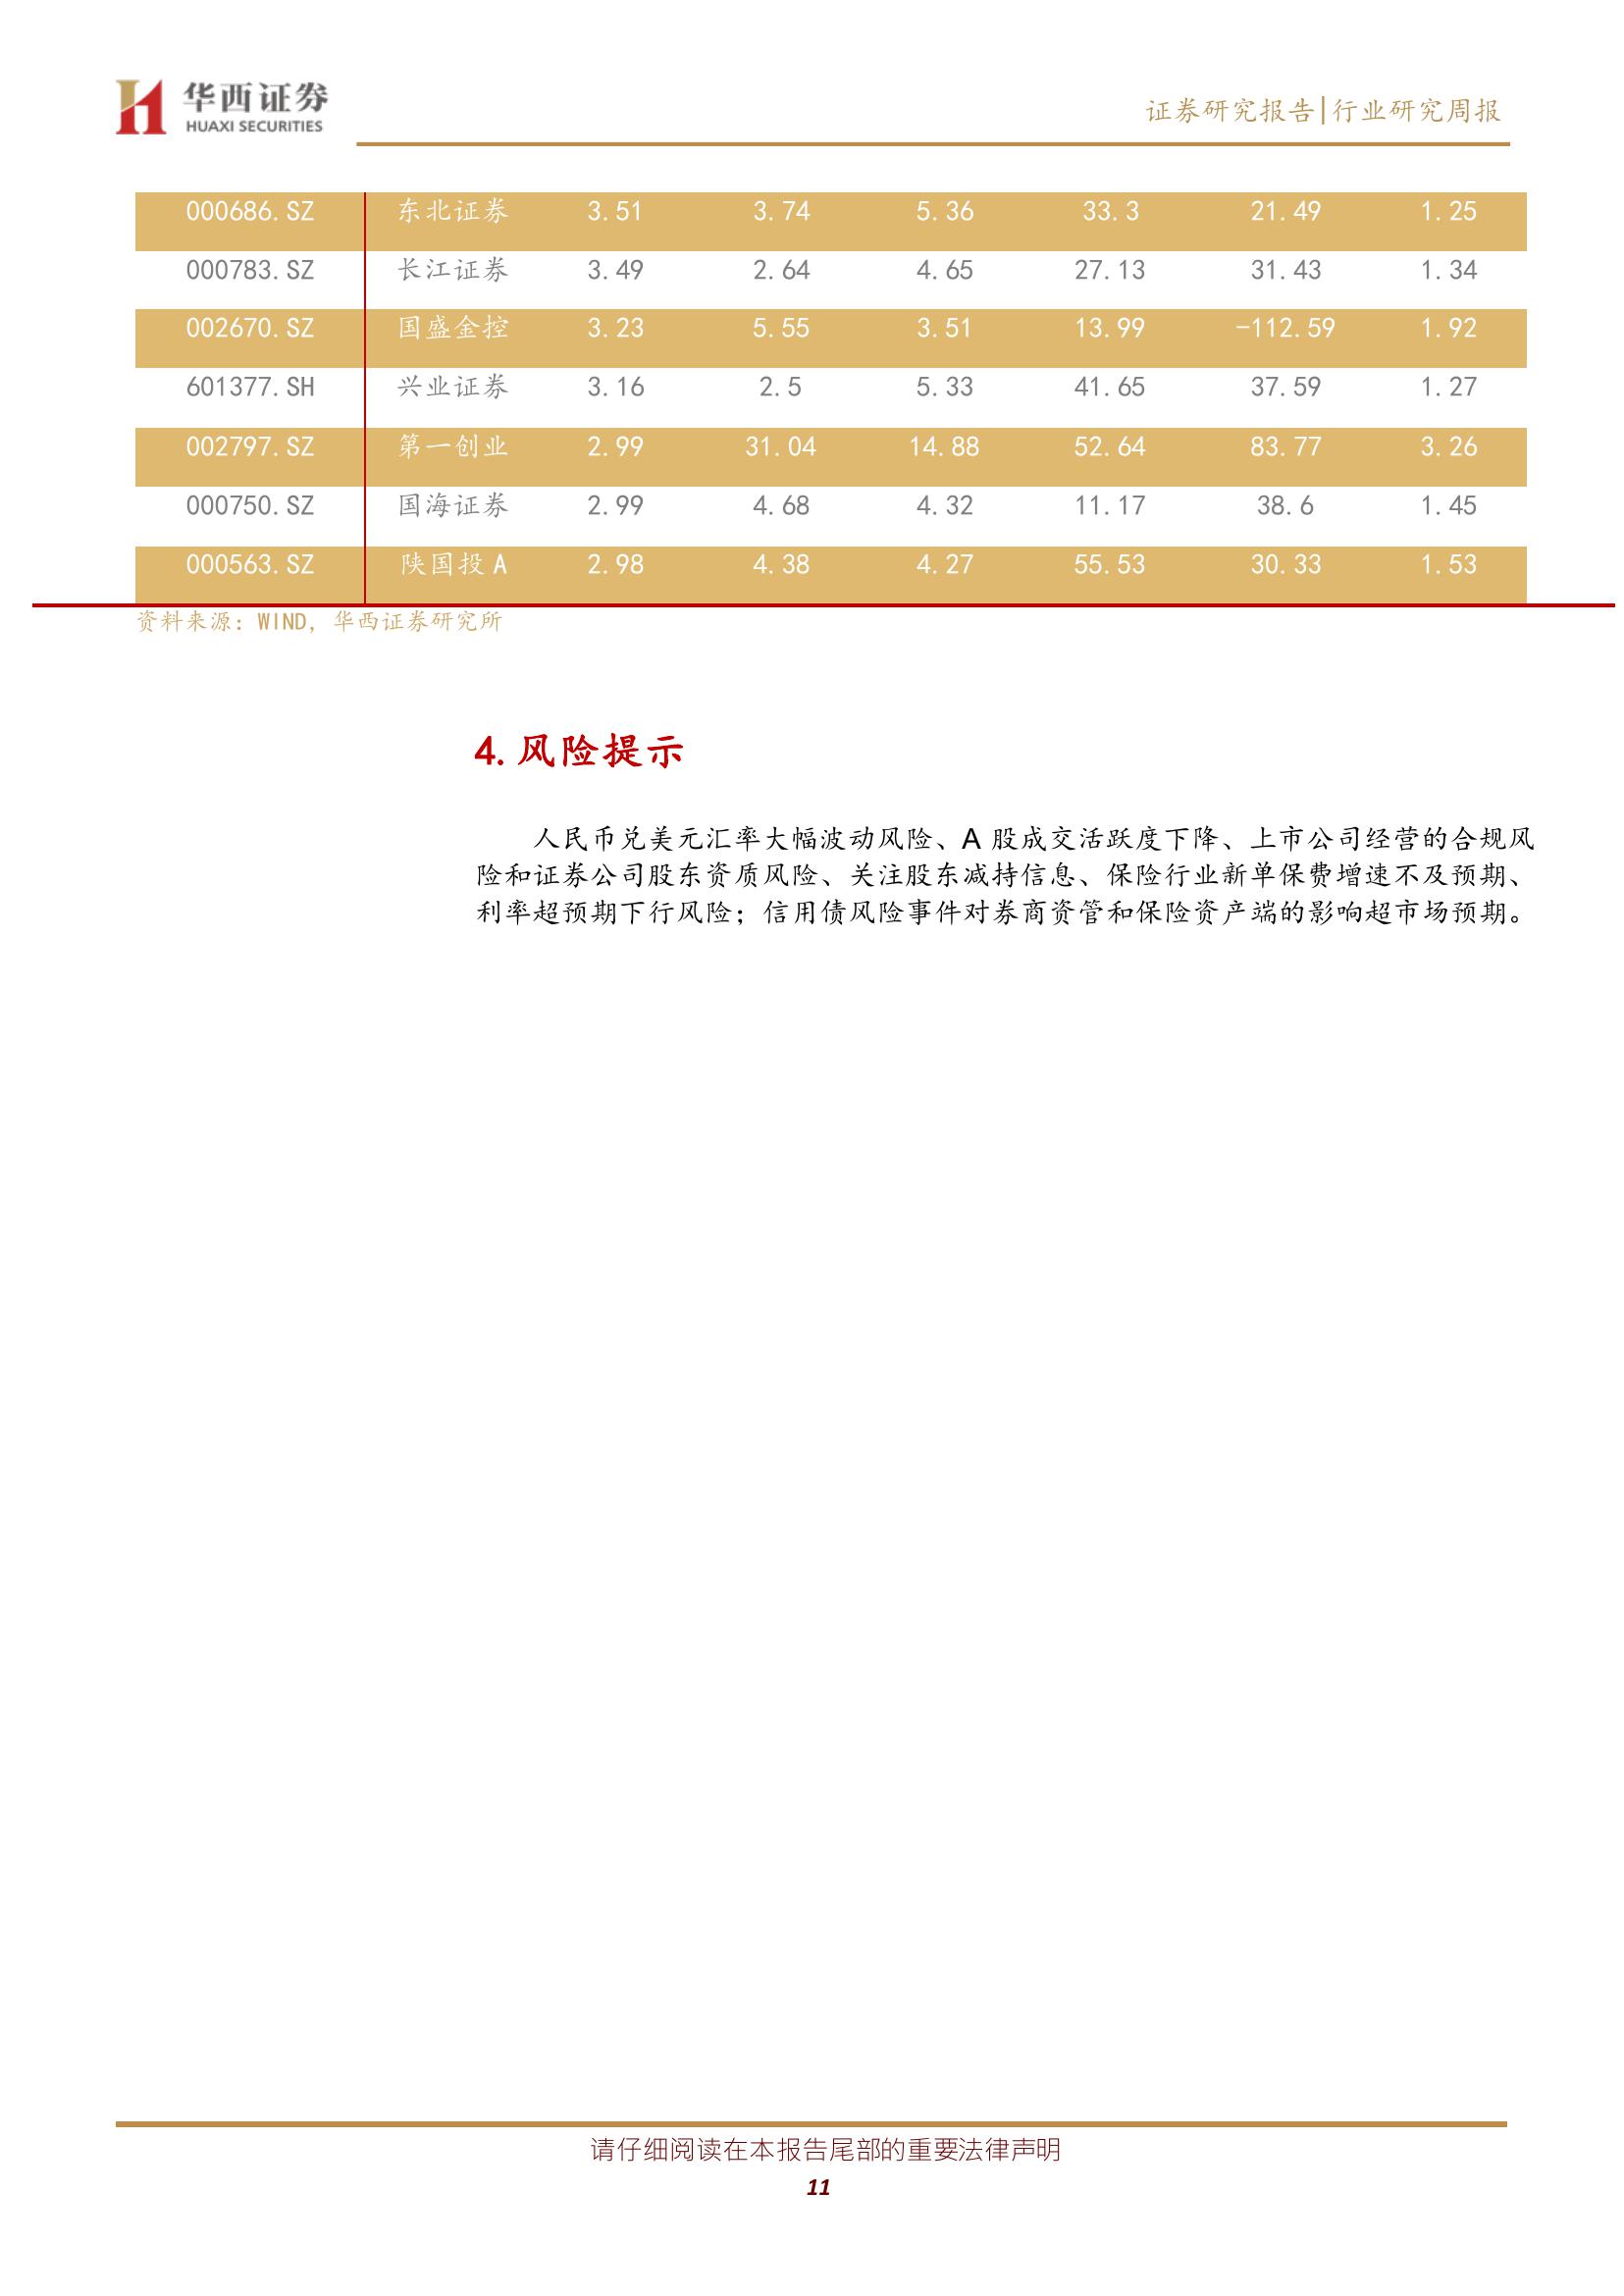 华西证券
HUAXI SECURITIES
证券研究报告|行业研究周报
000686.SZ 东北证券 3.51 3.74 5.36 33.3 21.49 1.25
000783.SZ 长江证券 3.49 2.64 4.65 27.13 31.43 1.34
002670.SZ 国盛金控 3.23 5.55 3.51 13.99 -112.59 1.92
601377.SH 兴业证券 3.16 2.5 5.33 41.65 37.59 1.27
002797.SZ 第一创业 2.99 31.04 14.88 52.64 83.77 3.26
000750.SZ 国海证券 2.99 4.68 4.32 11.17 38.6 1.45
000563.SZ 陕国投 A 2.98 4.38 4.27 55.53 30.33 1.53
资料来源：WIND，华西证券研究所
4.风险提示
人民币兑美元汇率大幅波动风险、A 股成交活跃度下降、上市公司经营的合规风
险和证券公司股东资质风险、关注股东减持信息、保险行业新单保费增速不及预期、
利率超预期下行风险；信用债风险事件对券商资管和保险资产端的影响超市场预期。
请仔细阅读在本报告尾部的重要法律声明
11